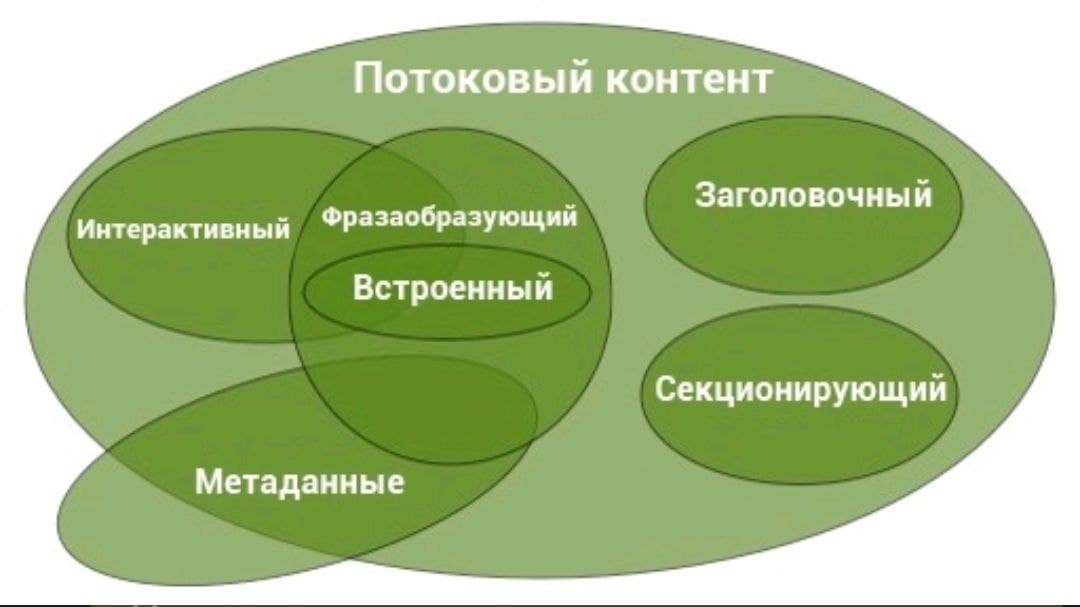 Потоковый контент
Заголовочный
Интерактивный
Фразаобразующий
Встроенный
Секционирующий
Метаданные